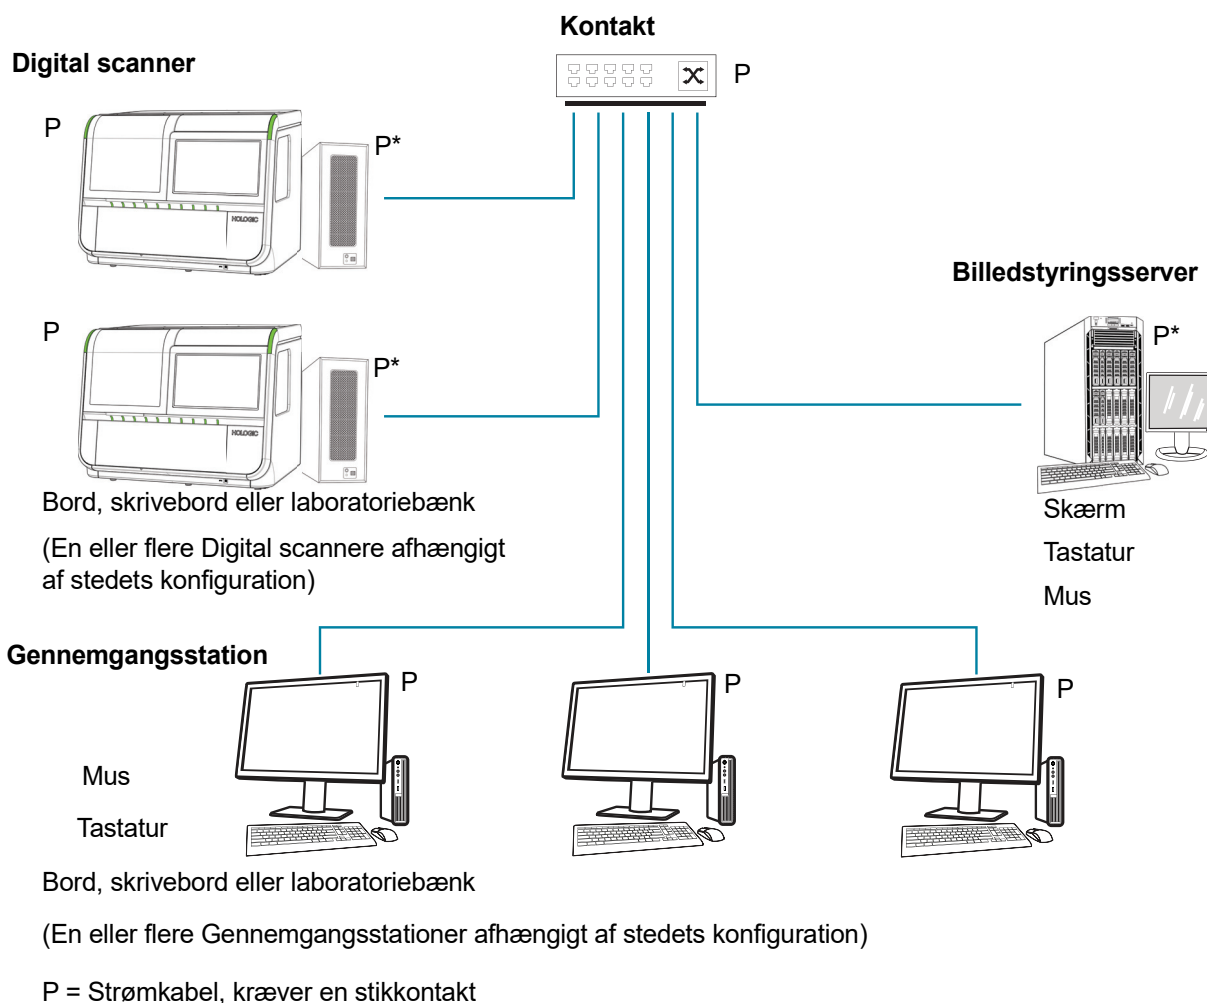 Kontakt
P
Digital scanner
P
P*
HOLOGIC
P
P*
HOLOGIC
Bord, skrivebord eller laboratoriebænk
(En eller flere Digital scannere afhængigt
af stedets konfiguration)
Billedstyringsserver
P*
Skærm
Tastatur
Mus
Gennemgangsstation
P
P
P
Mus
Tastatur
Bord, skrivebord eller laboratoriebænk
(En eller flere Gennemgangsstationer afhængigt af stedets konfiguration)
P = Strømkabel, kræver en stikkontakt